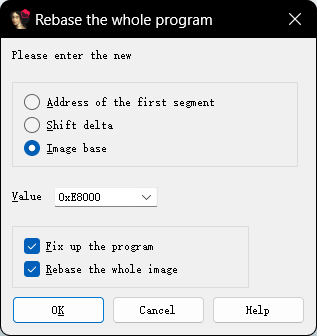 Rebase the whole program
Please enter the new
Address of the first segment
Shift delta
Image base
Value 0xE8000
Fix up the program
Rebase the whole image
OK Cancel Help